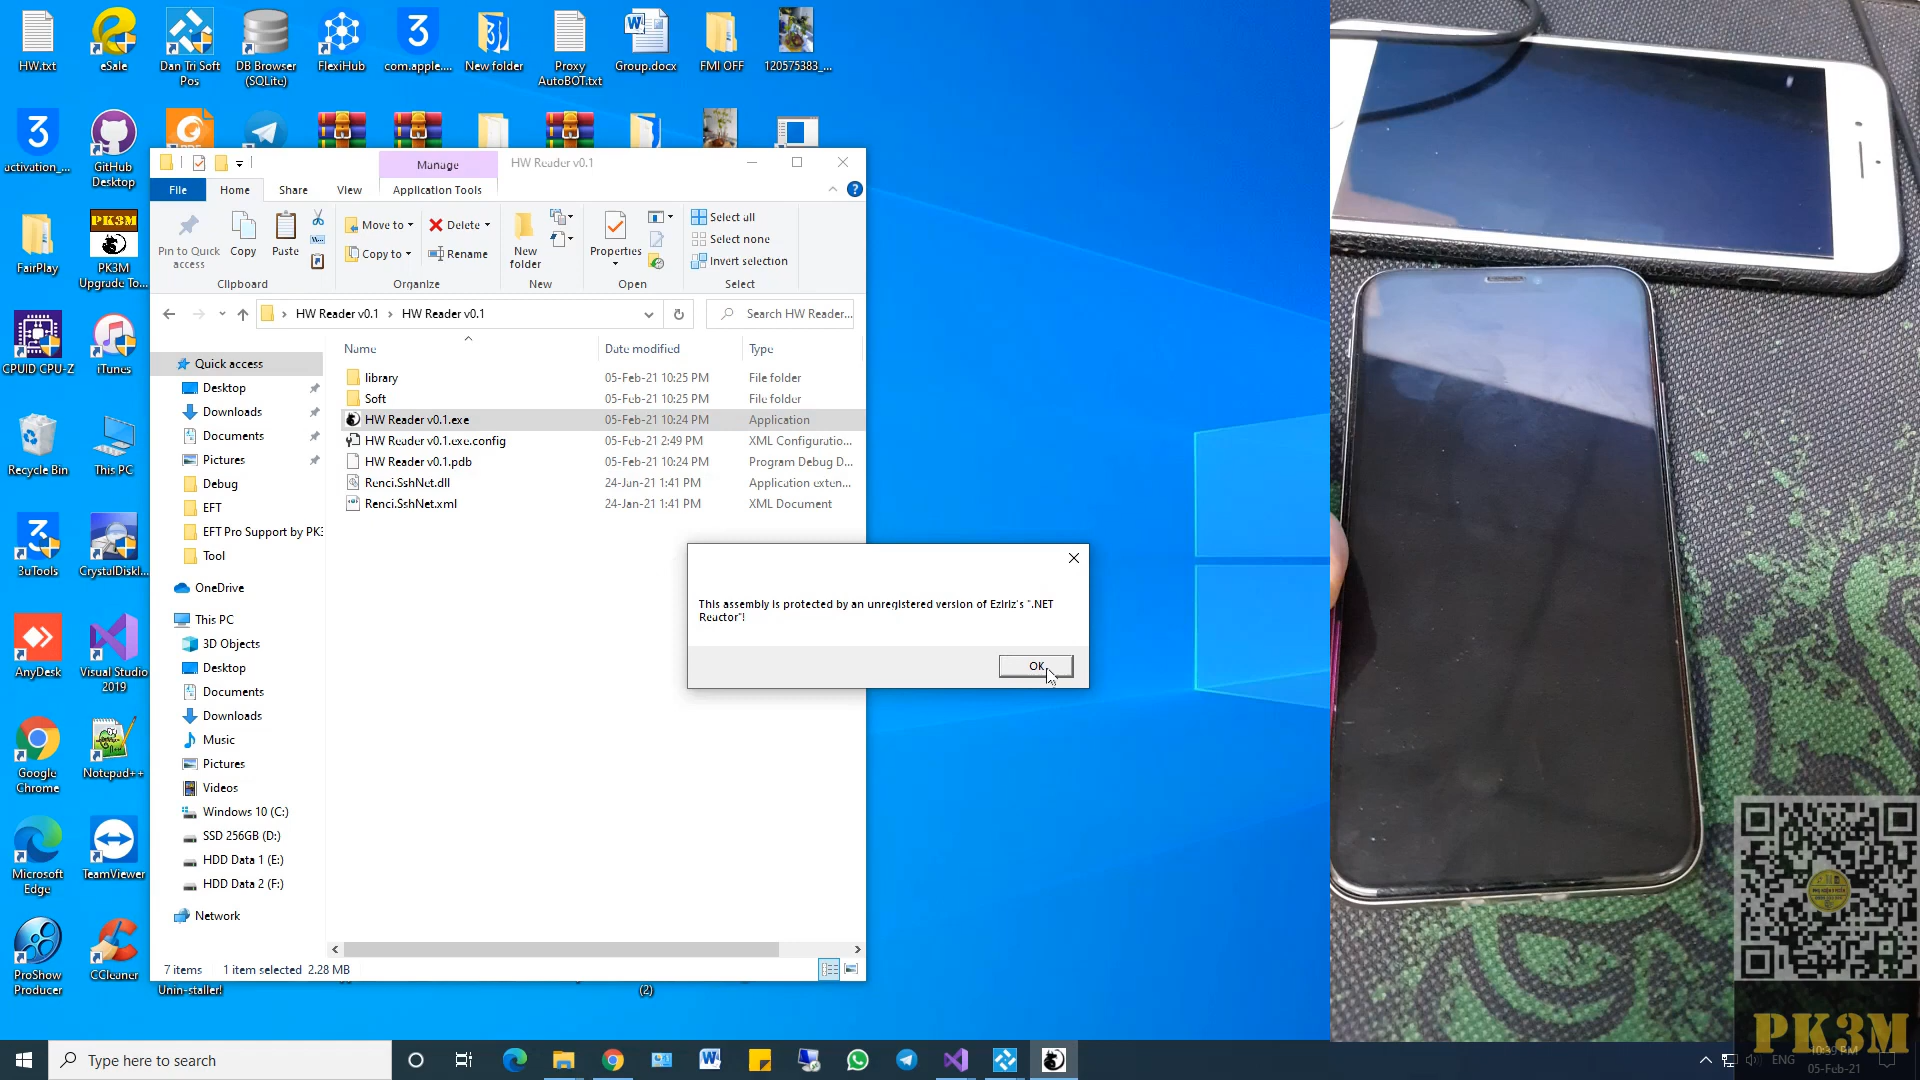 HW.txt
eSale
Dan Tri Soft
Pos
DB Browser
(SQLite)
FlexiHub
com.apple....
New folder
Proxy
AutoBOT.txt
Group.docx
FMI OFF
120575383_...
activation_...
GitHub
Desktop
FairPlay
PK3M
PK3M
Upgrade To...
CPUID CPU-Z
iTunes
Recycle Bin
This PC
3uTools
CrystalDiskI...
AnyDesk
Visual Studio
2019
Google
Chrome
Notepad++
Microsoft
Edge
TeamViewer
ProShow
Producer
CCleaner
Unin-staller!
(2)
Manage
HW Reader v0.1
File
Home
Share
View
Application Tools
Pin to Quick
access
Copy
Paste
Move to
Copy to
Delete
Rename
New
folder
Properties
Select all
Select none
Invert selection
Clipboard
Organize
New
Open
Select
HW Reader v0.1 > HW Reader v0.1
Search HW Reader...
Quick access
Desktop
Downloads
Documents
Pictures
Debug
EFT
EFT Pro Support by PK3
Tool
OneDrive
This PC
3D Objects
Desktop
Documents
Downloads
Music
Pictures
Videos
Windows 10 (C:)
SSD 256GB (D:)
HDD Data 1 (E:)
HDD Data 2 (F:)
Network
Name Date modified Type
library 05-Feb-21 10:25 PM File folder
Soft 05-Feb-21 10:25 PM File folder
HW Reader v0.1.exe 05-Feb-21 10:24 PM Application
HW Reader v0.1.exe.config 05-Feb-21 2:49 PM XML Configuratio...
HW Reader v0.1.pdb 05-Feb-21 10:24 PM Program Debug D...
Renci.SshNet.dll 24-Jan-21 1:41 PM Application exten...
Renci.SshNet.xml 24-Jan-21 1:41 PM XML Document
7 items 1 item selected 2.28 MB
This assembly is protected by an unregistered version of Eziriz's ".NET
Reactor"!
OK
Type here to search
PK3M
ENG
10:39 PM
05-Feb-21